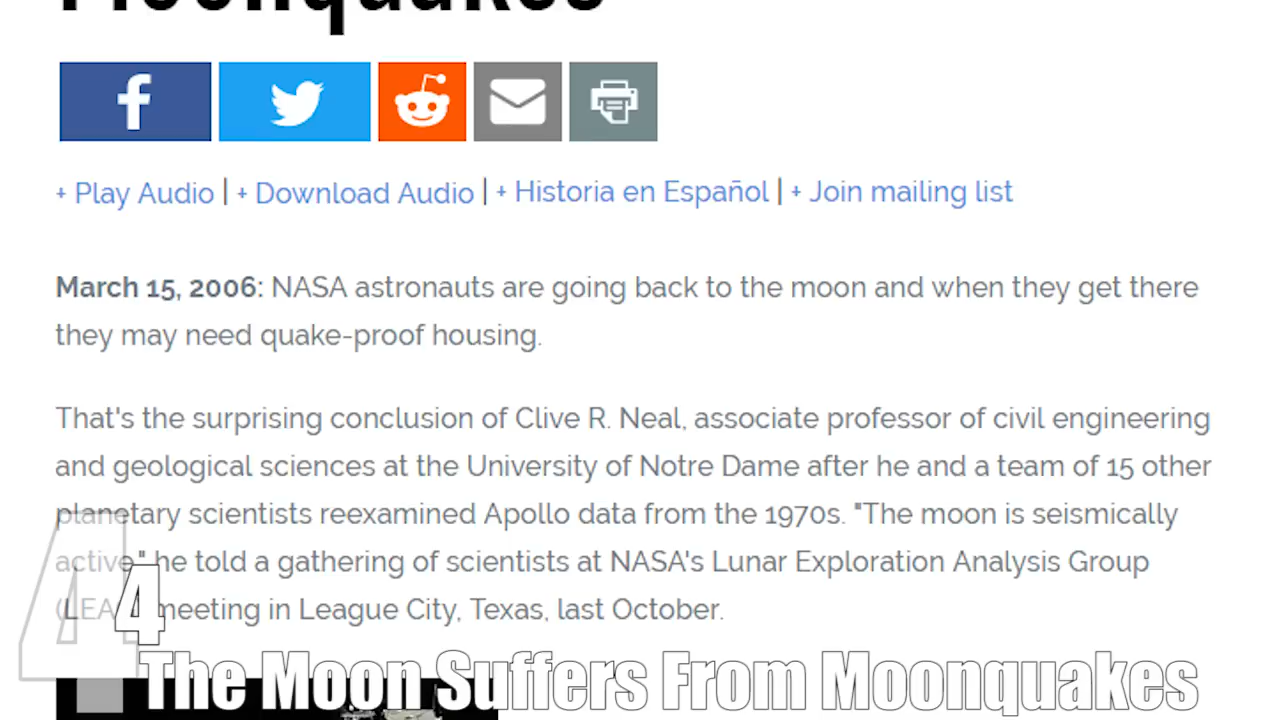 Moonquakes
+ Play Audio | + Download Audio | + Historia en Español | + Join mailing list
March 15, 2006: NASA astronauts are going back to the moon and when they get there
they may need quake-proof housing.
That's the surprising conclusion of Clive R. Neal, associate professor of civil engineering
and geological sciences at the University of Notre Dame after he and a team of 15 other
planetary scientists reexamined Apollo data from the 1970s. "The moon is seismically
active," he told a gathering of scientists at NASA's Lunar Exploration Analysis Group
(LEAG) meeting in League City, Texas, last October.
4
4
The Moon Suffers From Moonquakes